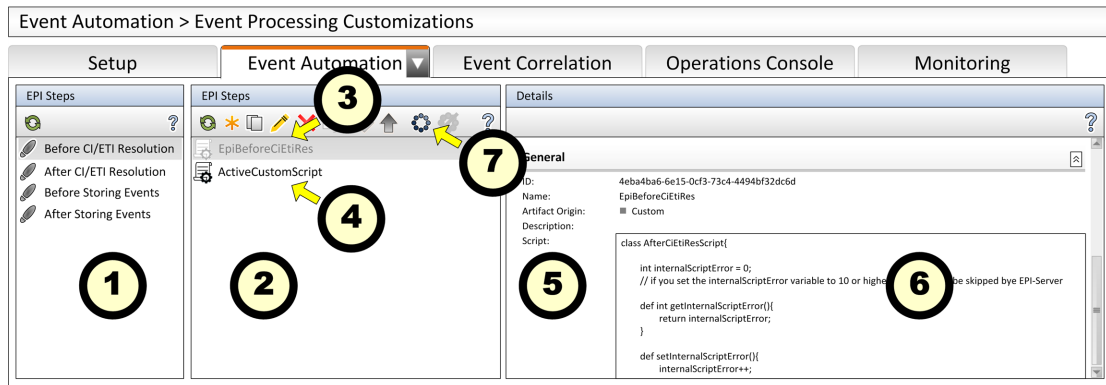 Event Automation > Event Processing Customizations
Setup
Event Automation
Event Correlation
Operations Console
Monitoring
EPI Steps
?
Before CI/ETI Resolution
After CI/ETI Resolution
Before Storing Events
After Storing Events
1
EPI Steps
?
EpiBeforeCiEtiRes
ActiveCustomScript
3
4
2
7
Details
?
General
ID: 4eba4ba6-6e15-0cf3-73c4-4494bf32dc6d
Name: EpiBeforeCiEtiRes
Artifact Origin: Custom
Description:
Script:
class AfterCiEtiResScript{
int internalScriptError = 0;
// if you set the internalScriptError variable to 10 or be skipped bye EPI-Server
def int getInternalScriptError(){
return internalScriptError;
}
def setInternalScriptError(){
internalScriptError++;
5
6